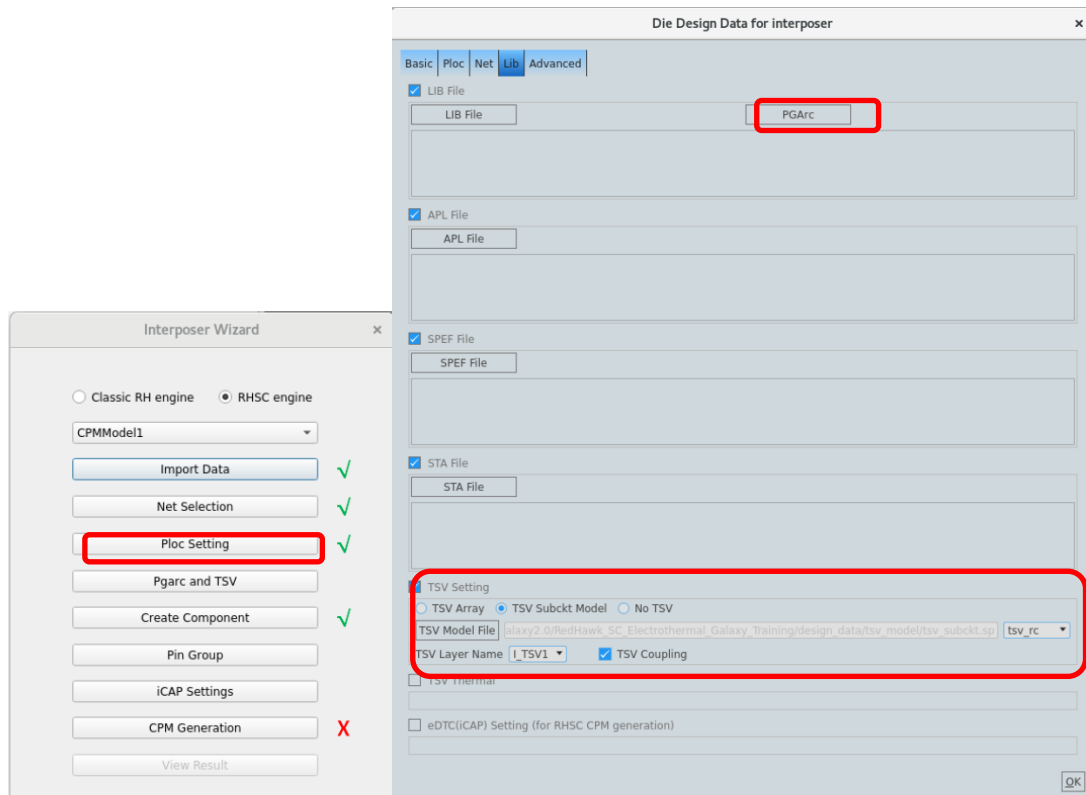 Die Design Data for interposer ×
Basic Ploc Net Lib Advanced
LIB File
LIB File PGArc
APL File
APL File
SPEF File
SPEF File
STA File
STA File
TSV Setting
TSV Array TSV Subckt Model No TSV
TSV Model File alaxy2.0/RedHawk_SC_Electrothermal_Galaxy_Training/design_data/tsv_model/tsv_subckt.sp tsv_rc
TSV Layer Name I_TSV1 TSV Coupling
TSV Thermal
eDTC(iCAP) Setting (for RHSC CPM generation)
OK
Interposer Wizard ×
Classic RH engine RHSC engine
CPMModel1
Import Data √
Net Selection √
Ploc Setting √
Pgarc and TSV
Create Component √
Pin Group
iCAP Settings
CPM Generation X
View Result